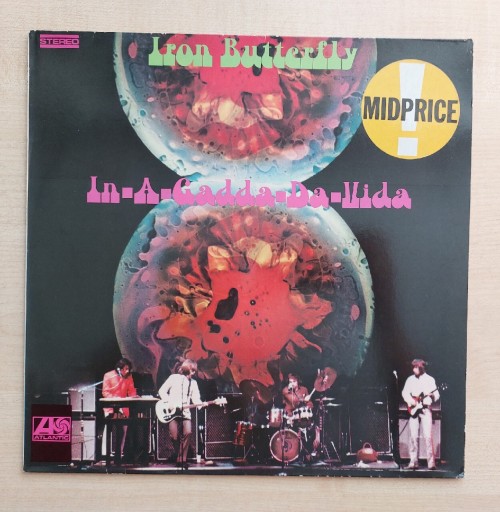 STEREO
Iron Butterfly
!
MIDPRICE
In-A-Gadda-Da-Vida
ATLANTIC